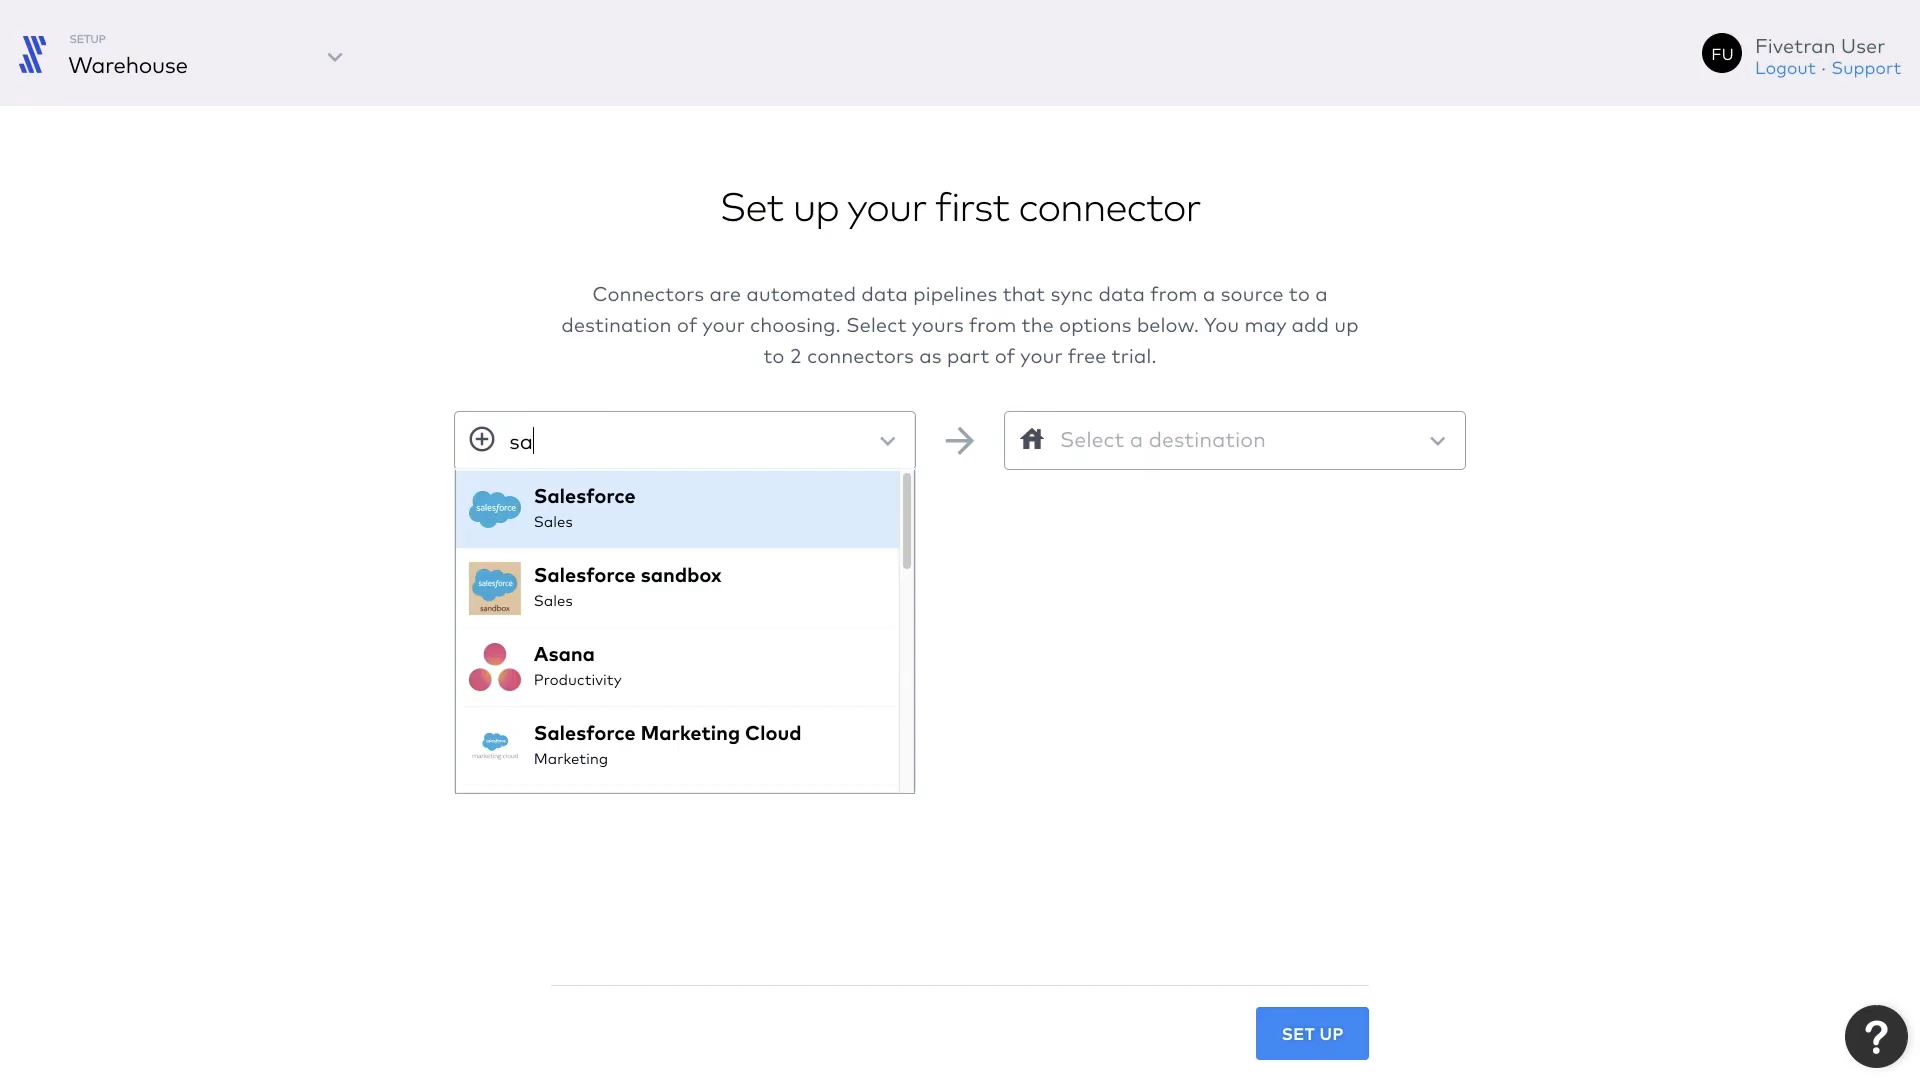 SETUP
Warehouse
FU
Fivetran User
Logout · Support
Set up your first connector
Connectors are automated data pipelines that sync data from a source to a
destination of your choosing. Select yours from the options below. You may add up
to 2 connectors as part of your free trial.
sa
Select a destination
salesforce
Salesforce
Sales
salesforce
sandbox
Salesforce sandbox
Sales
Asana
Productivity
salesforce
marketing cloud
Salesforce Marketing Cloud
Marketing
SET UP
?